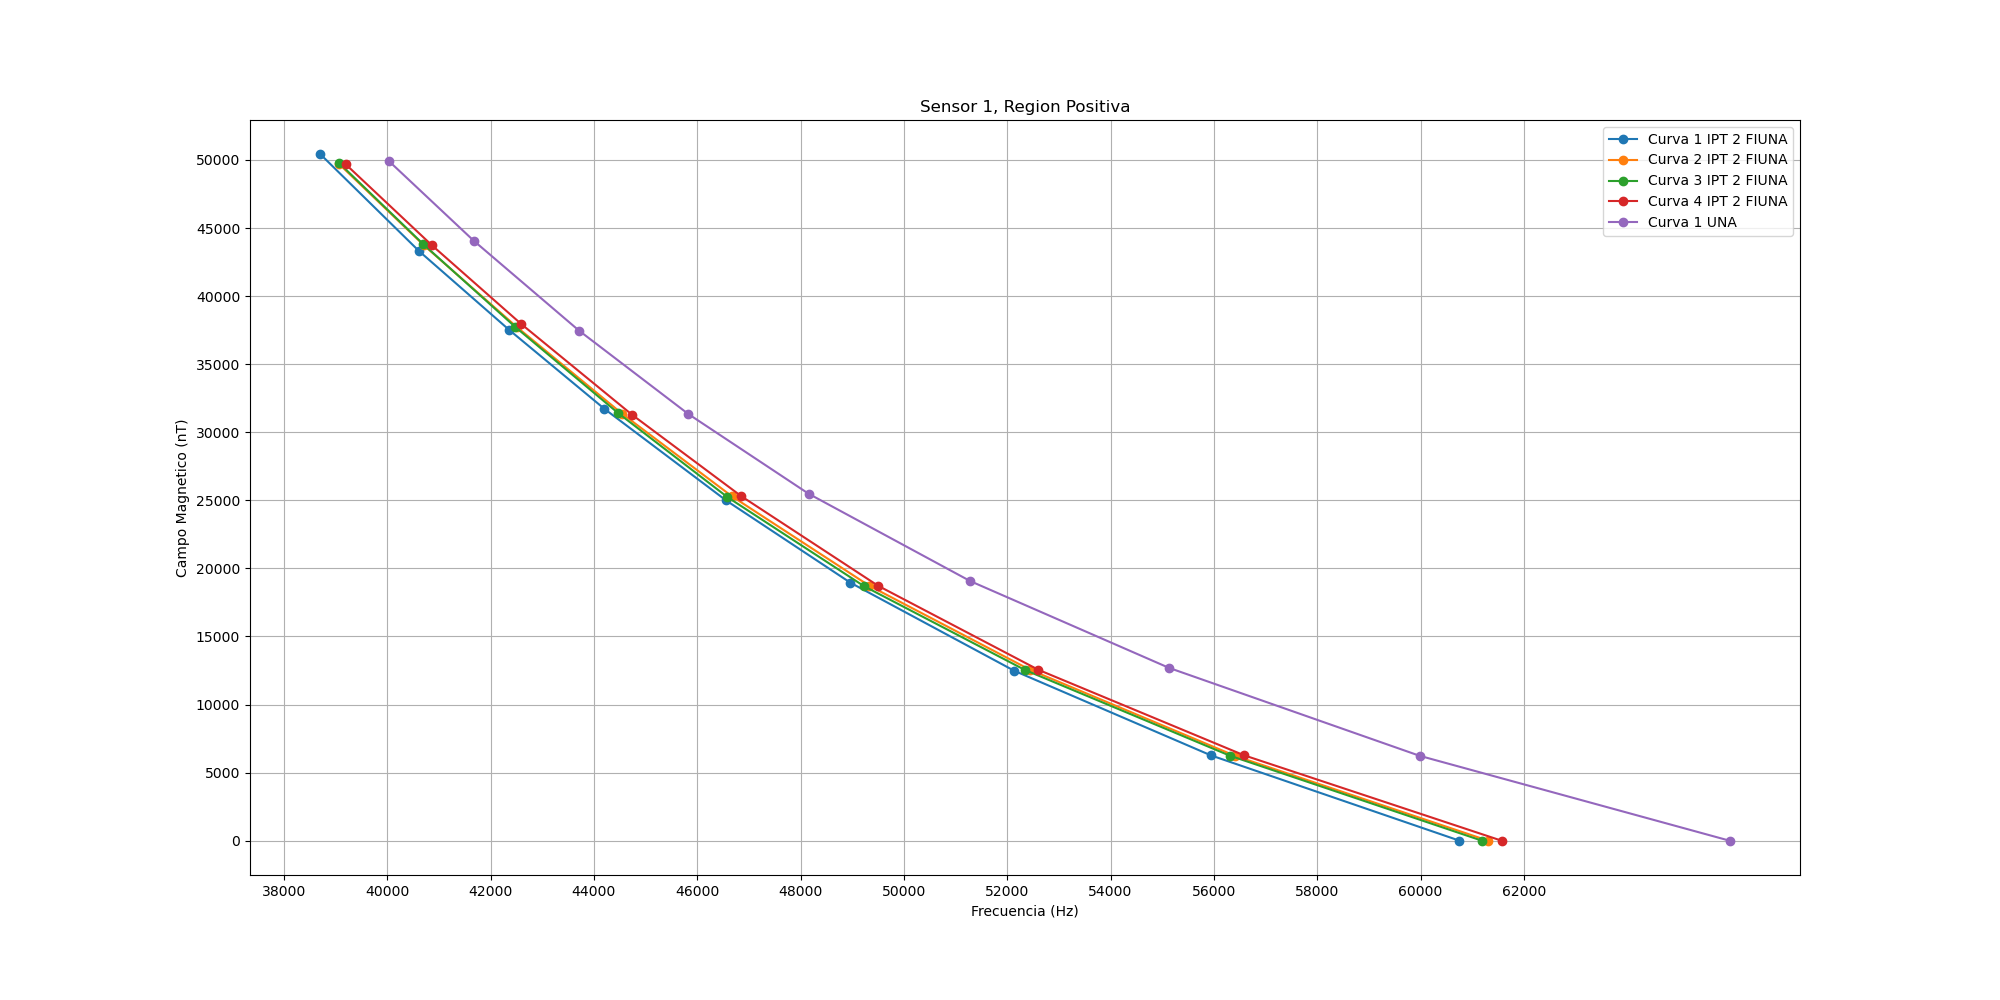 Sensor 1, Region Positiva
Curva 1 IPT 2 FIUNA
Curva 2 IPT 2 FIUNA
Curva 3 IPT 2 FIUNA
Curva 4 IPT 2 FIUNA
Curva 1 UNA
50000
45000
40000
35000
30000
25000
20000
15000
10000
5000
0
Campo Magnetico (nT)
38000 40000 42000 44000 46000 48000 50000 52000 54000 56000 58000 60000 62000
Frecuencia (Hz)